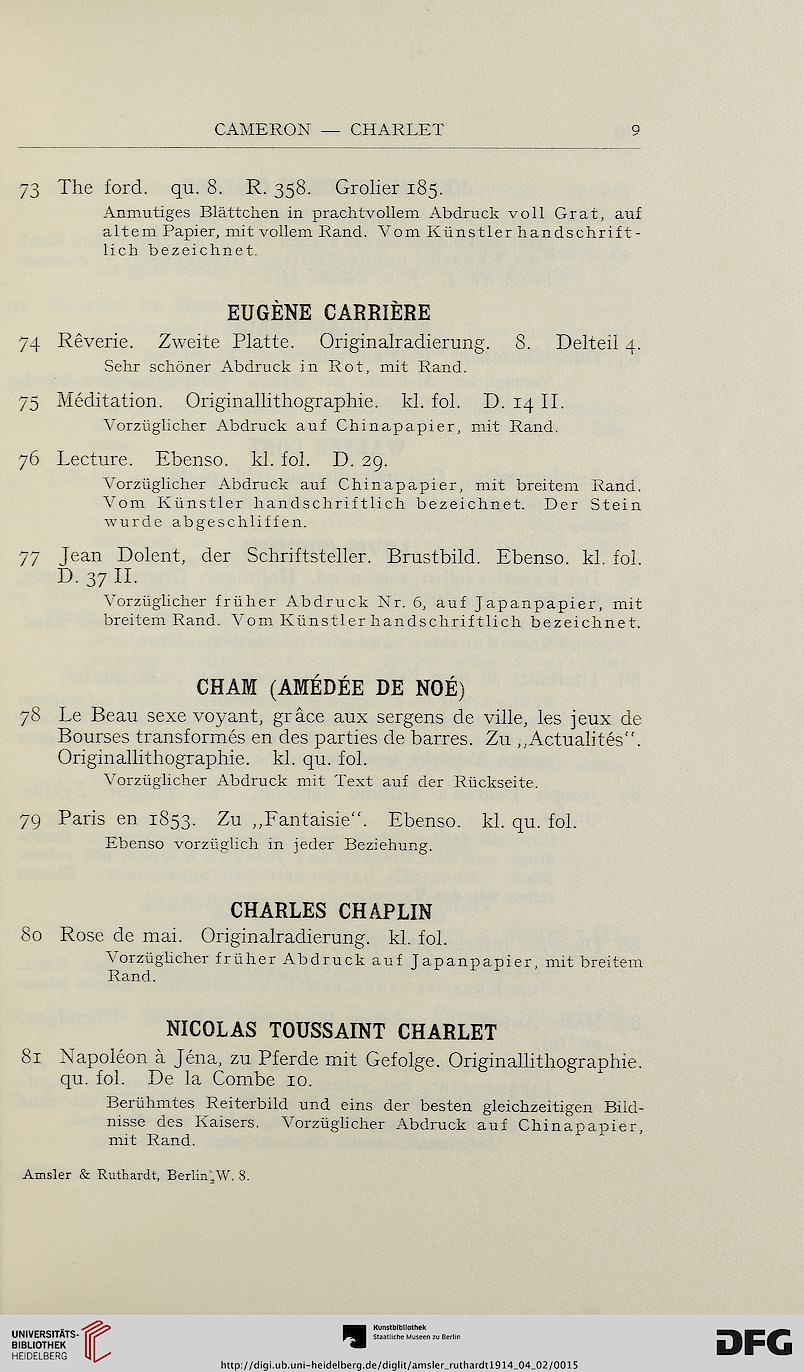 CAMERON — CHARLET 9
73 The ford. qu. 8. R. 358. Grolier 185.
Anmutiges Blättchen in prachtvollem Abdruck voll Grat, auf
altem Papier, mit vollem Rand. Vom Künstler handschrift-
lich bezeichnet.
EUGÈNE CARRIÈRE
74 Rêverie. Zweite Platte. Originalradierung. 8. Delteil 4.
Sehr schöner Abdruck in Rot, mit Rand.
75 Méditation. Originallithographie. kl. fol. D. 14 II.
Vorzüglicher Abdruck auf Chinapapier, mit Rand.
76 Lecture. Ebenso. kl. fol. D. 29.
Vorzüglicher Abdruck auf Chinapapier, mit breitem Rand.
Vom Künstler handschriftlich bezeichnet. Der Stein
wurde abgeschliffen.
77 Jean Dolent, der Schriftsteller. Brustbild. Ebenso. kl. fol.
D. 37 II.
Vorzüglicher früher Abdruck Nr. 6, auf Japanpapier, mit
breitem Rand. Vom Künstler handschriftlich bezeichnet.
CHAM (AMÉDÉE DE NOÉ)
78 Le Beau sexe voyant, grâce aux sergens de ville, les jeux de
Bourses transformés en des parties de barres. Zu „Actualités“.
Originallithographie. kl. qu. fol.
Vorzüglicher Abdruck mit Text auf der Rückseite.
79 Paris en 1853. Zu „Fantaisie“. Ebenso. kl. qu. fol.
Ebenso vorzüglich in jeder Beziehung.
CHARLES CHAPLIN
80 Rose de mai. Originalradierung. kl. fol.
Vorzüglicher früher Abdruck auf Japanpapier, mit breitem
Rand.
NICOLAS TOUSSAINT CHARLET
81 Napoléon à Jéna, zu Pferde mit Gefolge. Originallithographie.
qu. fol. De la Combe 10.
Berühmtes Reiterbild und eins der besten gleichzeitigen Bild-
nisse des Kaisers. Vorzüglicher Abdruck auf Chinapapier,
mit Rand.
Amsler & Ruthardt, Berlin W. 8.
UNIVERSITÄTS-
BIBLIOTHEK
HEIDELBERG
Kunstbibliothek
Staatliche Museen zu Berlin
DFG
http://digi.ub.uni-heidelberg.de/diglit/amsler_ruthardt1914_04_02/0015